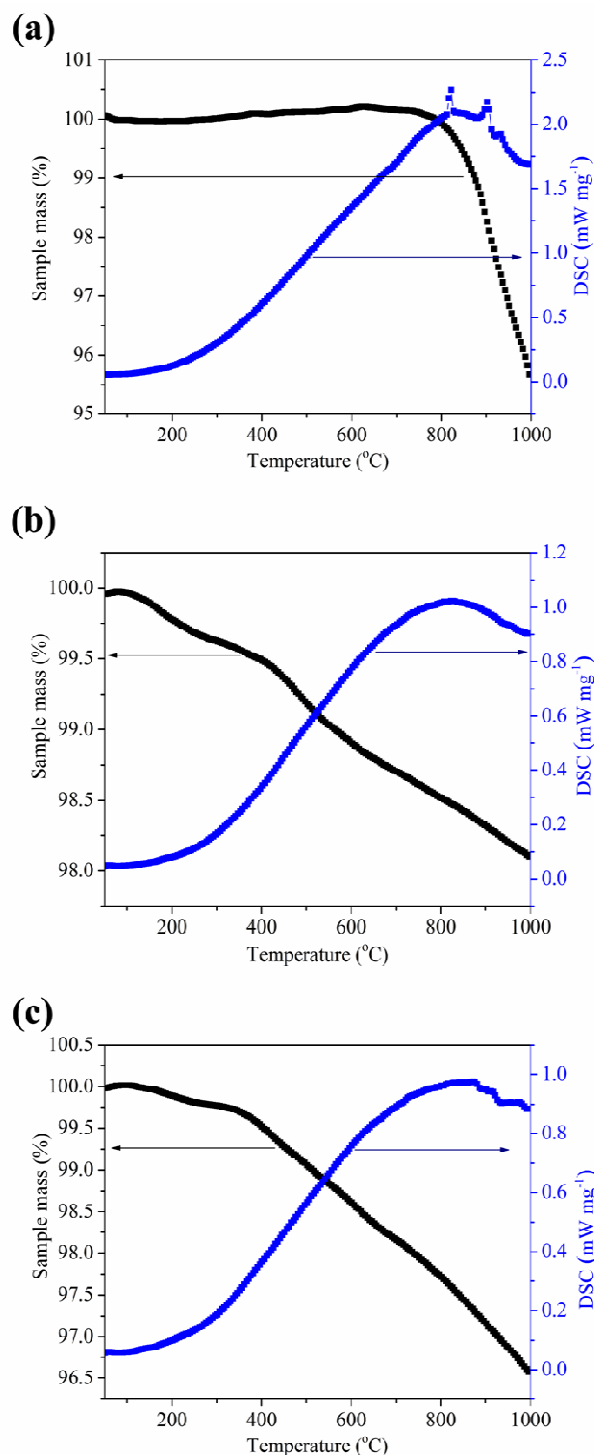 (a)
101
100
99
98
97
96
95
Sample mass (%)
2.5
2.0
1.5
1.0
0.5
0.0
DSC (mW mg-1)
200 400 600 800 1000
Temperature (oC)
(b)
100.0
99.5
99.0
98.5
98.0
Sample mass (%)
1.2
1.0
0.8
0.6
0.4
0.2
0.0
DSC (mW mg-1)
200 400 600 800 1000
Temperature (oC)
(c)
100.5
100.0
99.5
99.0
98.5
98.0
97.5
97.0
96.5
Sample mass (%)
1.0
0.8
0.6
0.4
0.2
0.0
DSC (mW mg-1)
200 400 600 800 1000
Temperature (oC)